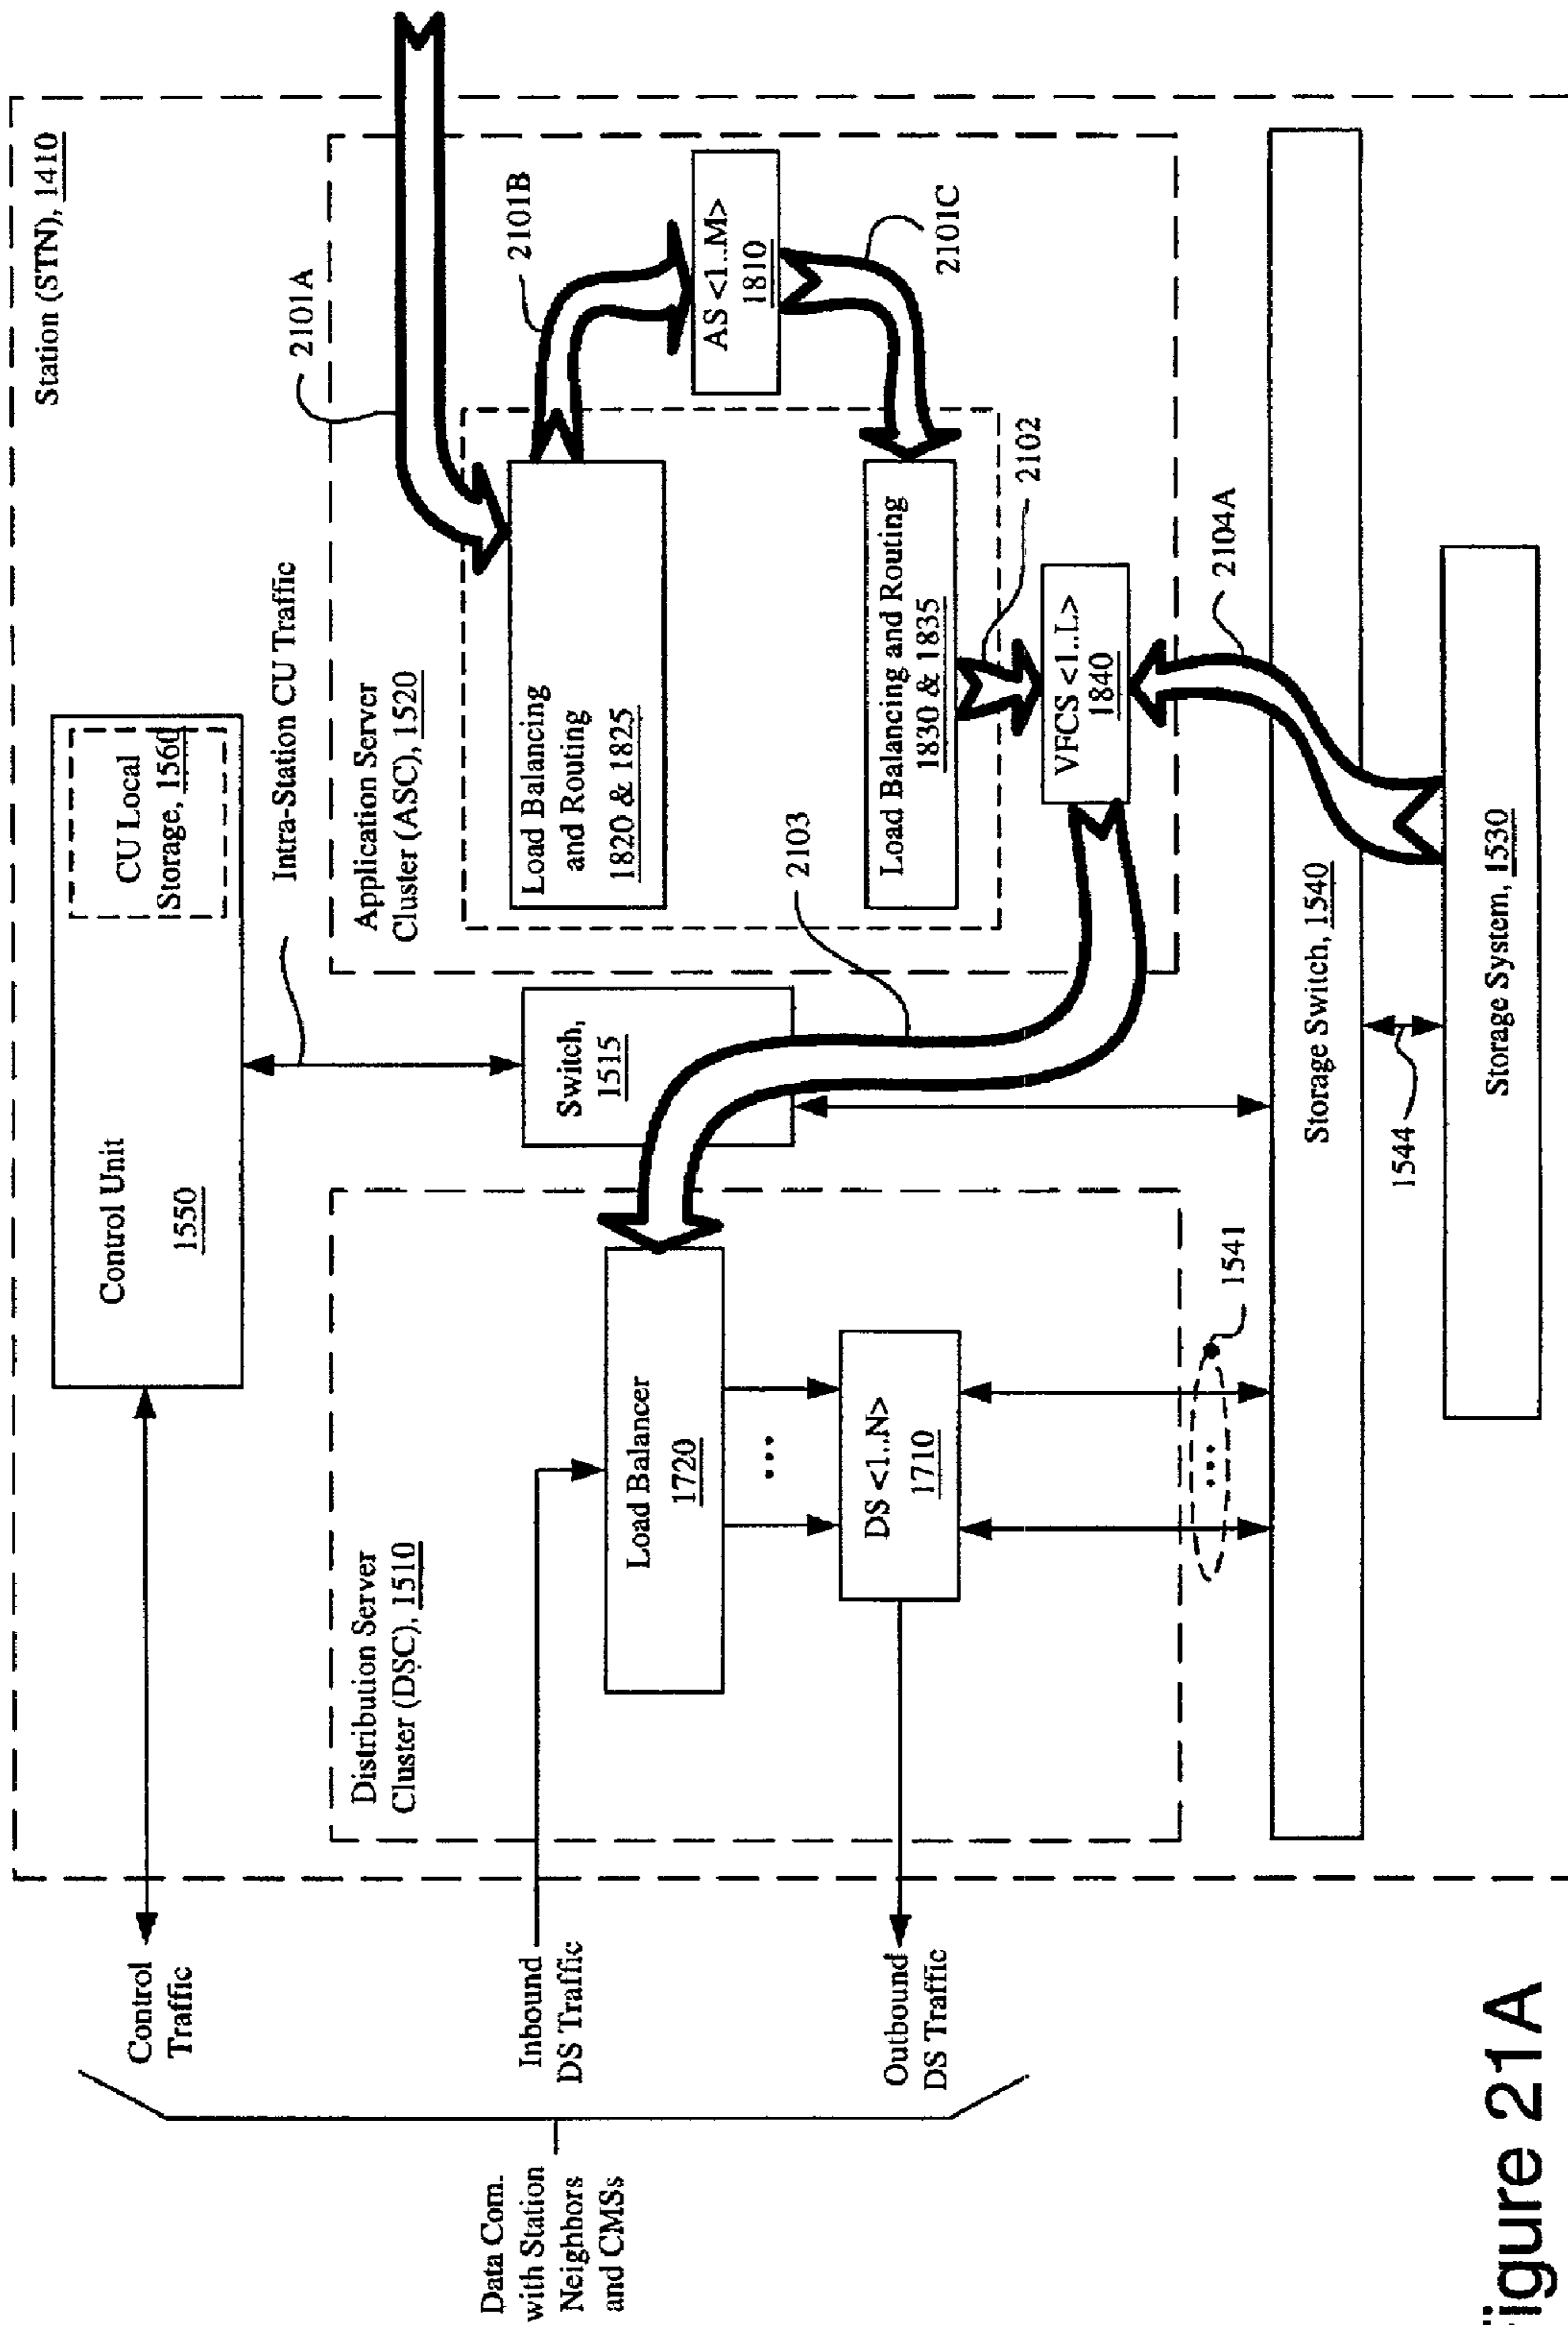 Station (STN), 1410
Control Unit
1550
CU Local
Storage, 1560
Control
Traffic
Intra-Station CU Traffic
2101A
Distribution Server
Cluster (DSC), 1510
Application Server
Cluster (ASC), 1520
Switch,
1515
Load Balancing
and Routing
1820 & 1825
2101B
Data Com.
with Station
Neighbors
and CMSs
Inbound
DS Traffic
Load Balancer
1720
...
AS <1..M>
1810
2103
DS <1..N>
1710
Outbound
DS Traffic
Load Balancing and Routing
1830 & 1835
2101C
2102
VFCS <1..L>
1840
...
1541
2104A
Storage Switch, 1540
1544
Storage System, 1530
Figure 21A